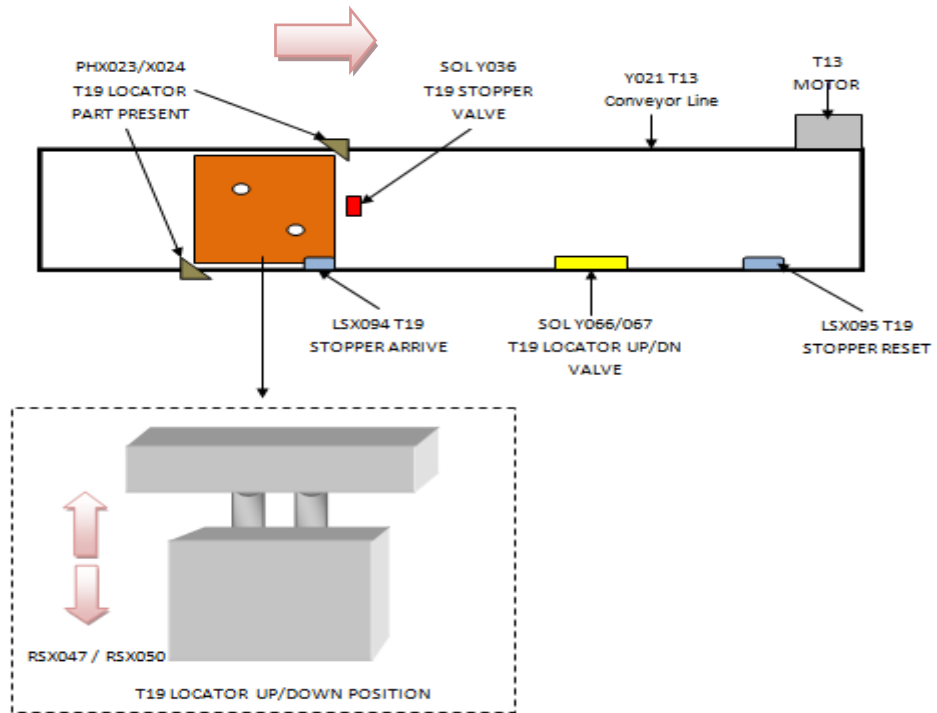 PHX023/X024
T19 LOCATOR
PART PRESENT
SOL Y036
T19 STOPPER
VALVE
Y021 T13
Conveyor Line
T13
MOTOR
LSX094 T19
STOPPER ARRIVE
SOL Y066/067
T19 LOCATOR UP/DN
VALVE
LSX095 T19
STOPPER RESET
RSX047 / RSX050
T19 LOCATOR UP/DOWN POSITION